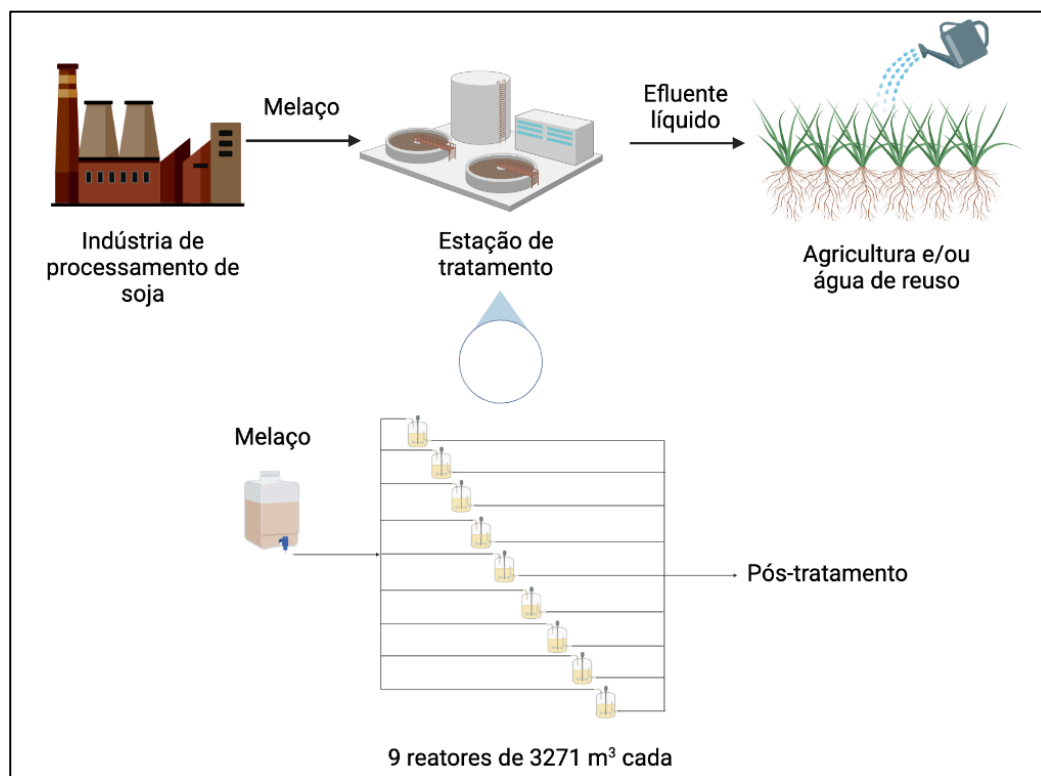 Melaço
Efluente
líquido
Indústria de
processamento de
soja
Estação de
tratamento
Agricultura e/ou
água de reuso
Melaço
Pós-tratamento
9 reatores de 3271 m³ cada